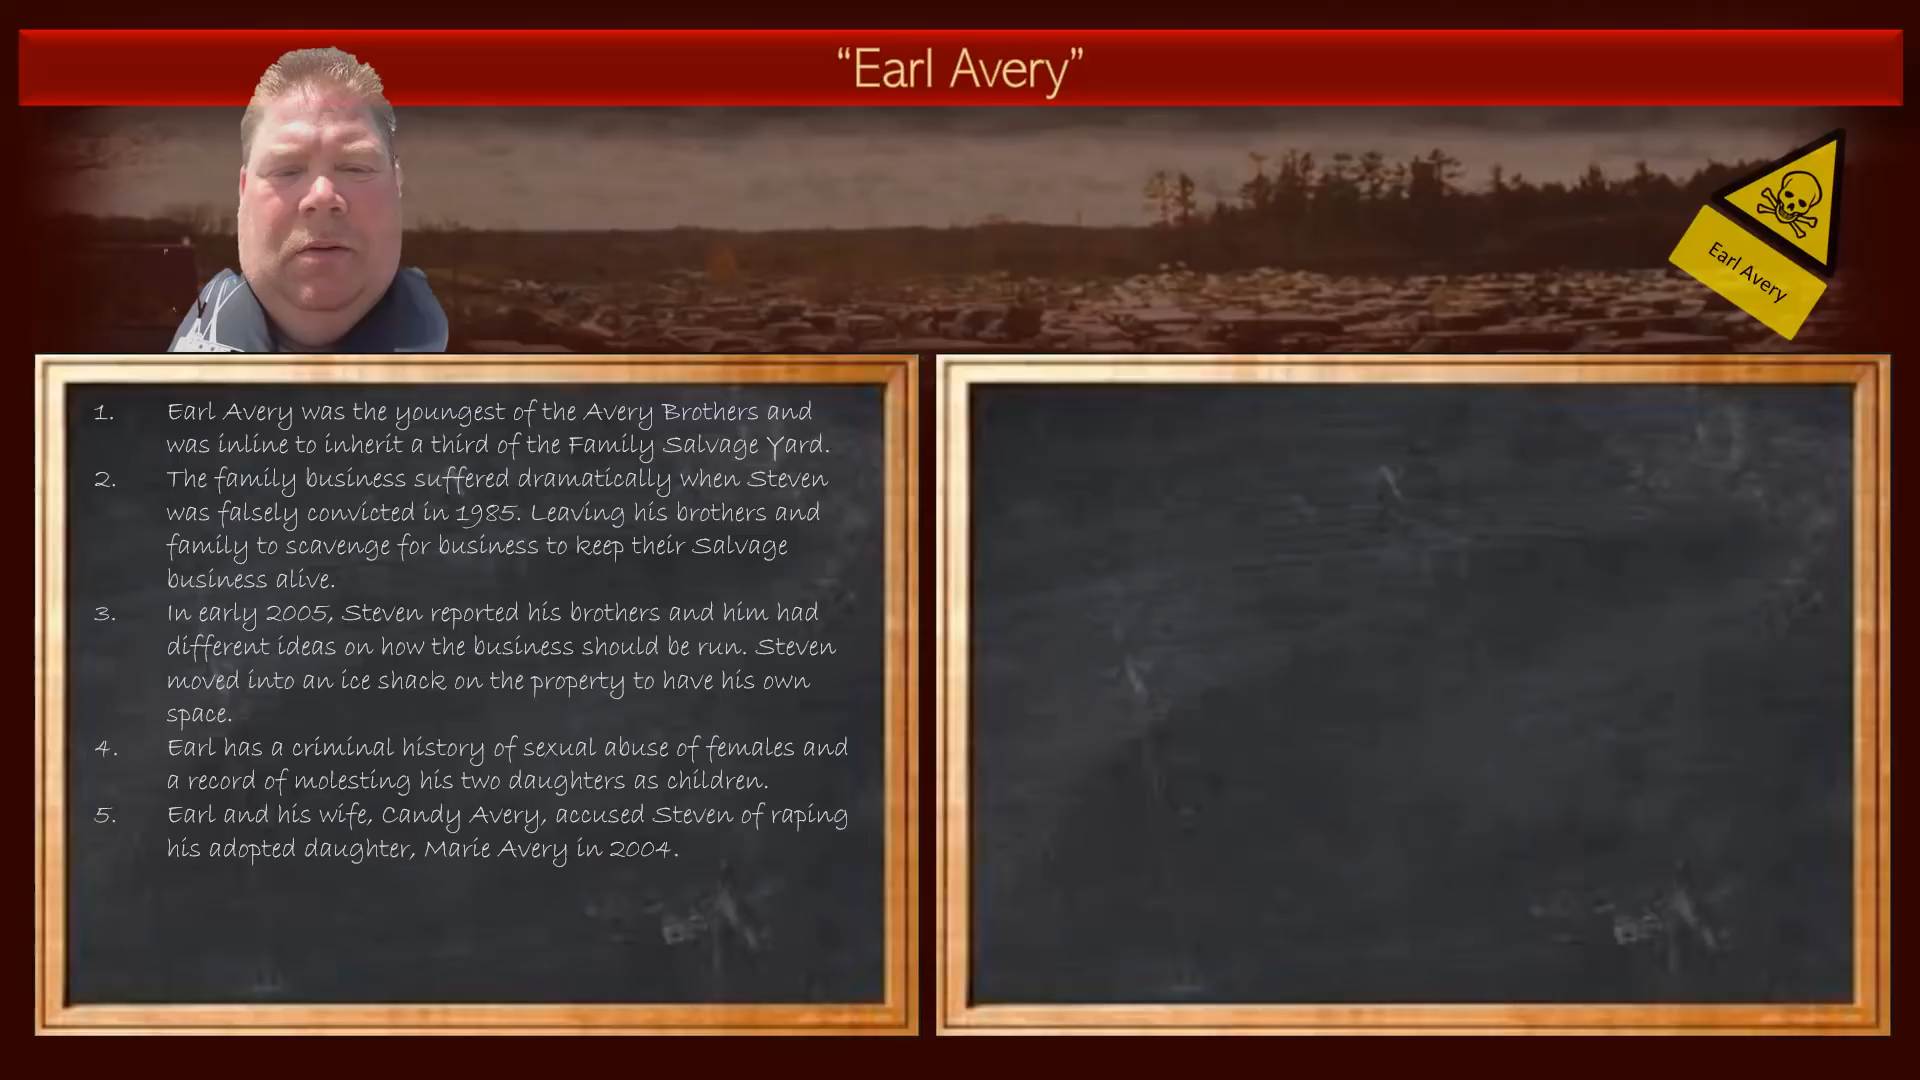 “Earl Avery”
Earl Avery
1. Earl Avery was the youngest of the Avery Brothers and
was inline to inherit a third of the Family Salvage Yard.
2. The family business suffered dramatically when Steven
was falsely convicted in 1985. Leaving his brothers and
family to scavenge for business to keep their Salvage
business alive.
3. In early 2005, Steven reported his brothers and him had
different ideas on how the business should be run. Steven
moved into an ice shack on the property to have his own
space.
4. Earl has a criminal history of sexual abuse of females and
a record of molesting his two daughters as children.
5. Earl and his wife, Candy Avery, accused Steven of raping
his adopted daughter, Marie Avery in 2004.